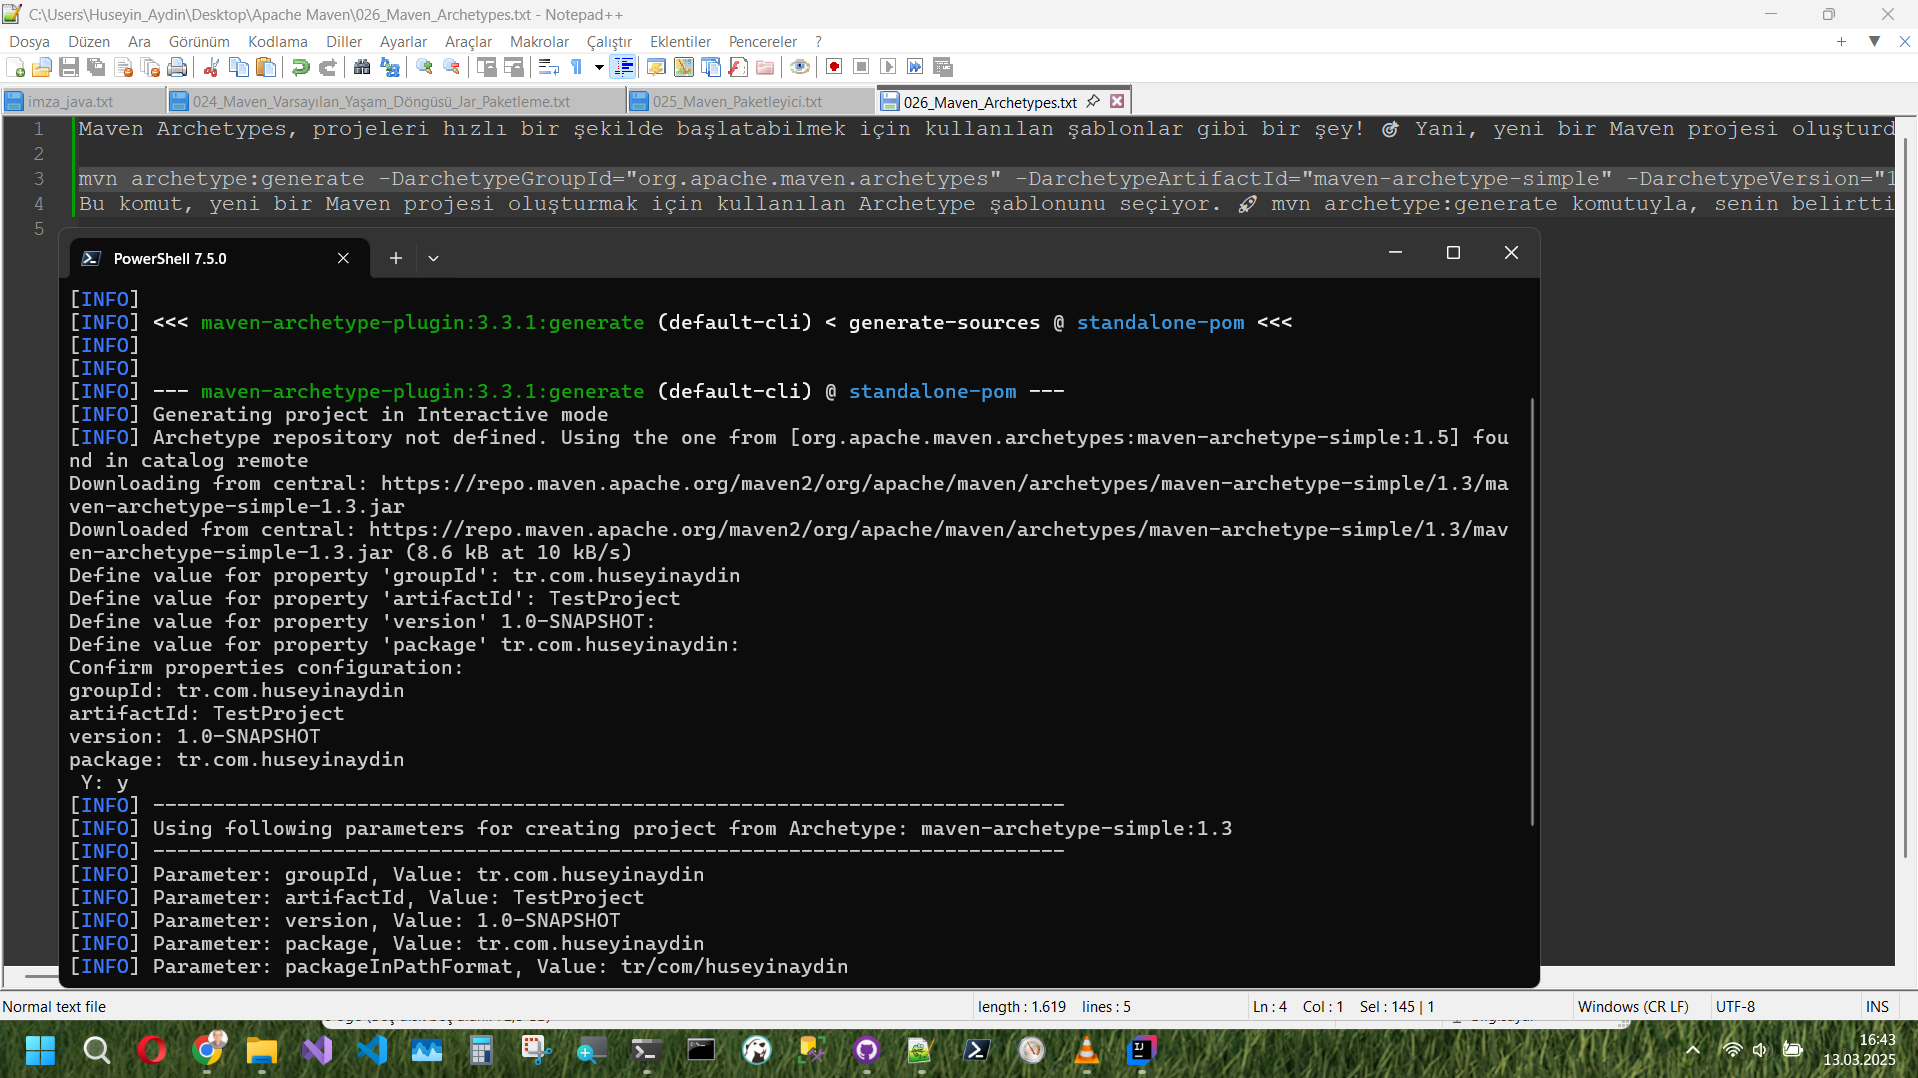 C:\Users\Huseyin_Aydin\Desktop\Apache Maven\026_Maven_Archetypes.txt - Notepad++
Dosya Düzen Ara Görünüm Kodlama Diller Ayarlar Araçlar Makrolar Çalıştır Eklentiler Pencereler ?
imza_java.txt 024_Maven_Varsayılan_Yaşam_Döngüsü_Jar_Paketleme.txt 025_Maven_Paketleyici.txt 026_Maven_Archetypes.txt
1 Maven Archetypes, projeleri hızlı bir şekilde başlatabilmek için kullanılan şablonlar gibi bir şey! 🎯 Yani, yeni bir Maven projesi oluşturd
2
3 mvn archetype:generate -DarchetypeGroupId="org.apache.maven.archetypes" -DarchetypeArtifactId="maven-archetype-simple" -DarchetypeVersion="1
4 Bu komut, yeni bir Maven projesi oluşturmak için kullanılan Archetype şablonunu seçiyor. 🚀 mvn archetype:generate komutuyla, senin belirtti
5
PowerShell 7.5.0
[INFO]
[INFO] <<< maven-archetype-plugin:3.3.1:generate (default-cli) < generate-sources @ standalone-pom <<<
[INFO]
[INFO]
[INFO] --- maven-archetype-plugin:3.3.1:generate (default-cli) @ standalone-pom ---
[INFO] Generating project in Interactive mode
[INFO] Archetype repository not defined. Using the one from [org.apache.maven.archetypes:maven-archetype-simple:1.5] fou
nd in catalog remote
Downloading from central: https://repo.maven.apache.org/maven2/org/apache/maven/archetypes/maven-archetype-simple/1.3/ma
ven-archetype-simple-1.3.jar
Downloaded from central: https://repo.maven.apache.org/maven2/org/apache/maven/archetypes/maven-archetype-simple/1.3/mav
en-archetype-simple-1.3.jar (8.6 kB at 10 kB/s)
Define value for property 'groupId': tr.com.huseyinaydin
Define value for property 'artifactId': TestProject
Define value for property 'version' 1.0-SNAPSHOT:
Define value for property 'package' tr.com.huseyinaydin:
Confirm properties configuration:
groupId: tr.com.huseyinaydin
artifactId: TestProject
version: 1.0-SNAPSHOT
package: tr.com.huseyinaydin
Y: y
[INFO] ----------------------------------------------------------------------------
[INFO] Using following parameters for creating project from Archetype: maven-archetype-simple:1.3
[INFO] ----------------------------------------------------------------------------
[INFO] Parameter: groupId, Value: tr.com.huseyinaydin
[INFO] Parameter: artifactId, Value: TestProject
[INFO] Parameter: version, Value: 1.0-SNAPSHOT
[INFO] Parameter: package, Value: tr.com.huseyinaydin
[INFO] Parameter: packageInPathFormat, Value: tr/com/huseyinaydin
Normal text file length : 1.619 lines : 5 Ln : 4 Col : 1 Sel : 145 | 1 Windows (CR LF) UTF-8 INS
16:43
13.03.2025